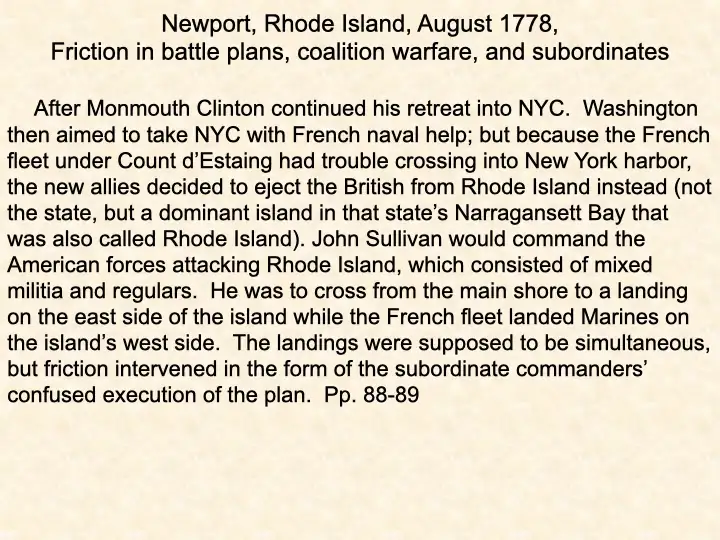 Newport, Rhode Island, August 1778,
Friction in battle plans, coalition warfare, and subordinates
After Monmouth Clinton continued his retreat into NYC.  Washington
then aimed to take NYC with French naval help; but because the French
fleet under Count d’Estaing had trouble crossing into New York harbor,
the new allies decided to eject the British from Rhode Island instead (not
the state, but a dominant island in that state’s Narragansett Bay that
was also called Rhode Island). John Sullivan would command the
American forces attacking Rhode Island, which consisted of mixed
militia and regulars.  He was to cross from the main shore to a landing
on the east side of the island while the French fleet landed Marines on
the island’s west side.  The landings were supposed to be simultaneous,
but friction intervened in the form of the subordinate commanders’
confused execution of the plan.  Pp. 88-89